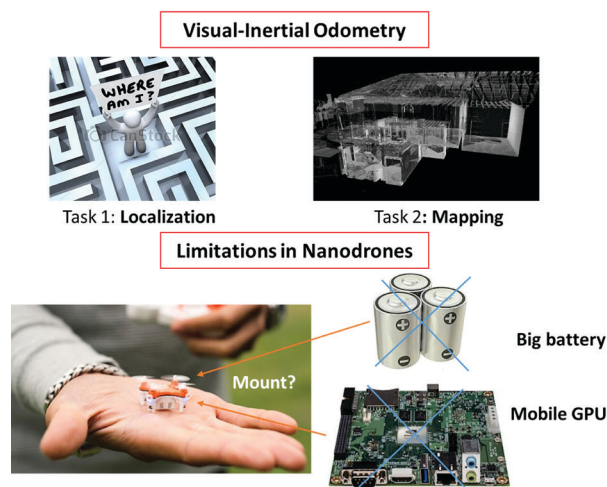 Visual-Inertial Odometry
WHERE
AM I?
CanStock
Task 1: Localization
Task 2: Mapping
Limitations in Nanodrones
Mount?
Big battery
Mobile GPU